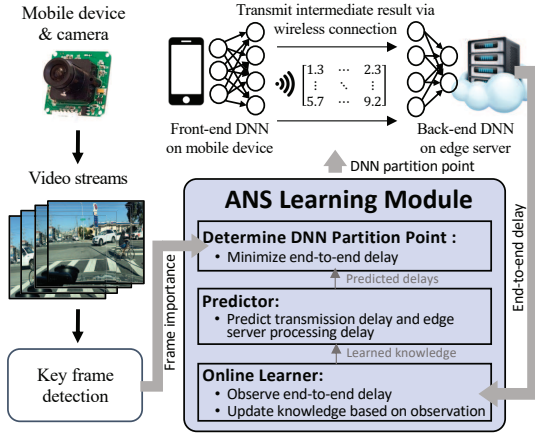 Mobile device
& camera
Video streams
Key frame
detection
Frame importance
Transmit intermediate result via
wireless connection
1.3 ⋯ 2.3
⋮ ⋱ ⋮
5.7 ⋯ 9.2
Front-end DNN
on mobile device
Back-end DNN
on edge server
DNN partition point
End-to-end delay
ANS Learning Module
Determine DNN Partition Point :
• Minimize end-to-end delay
Predicted delays
Predictor:
• Predict transmission delay and edge
server processing delay
Learned knowledge
Online Learner:
• Observe end-to-end delay
• Update knowledge based on observation